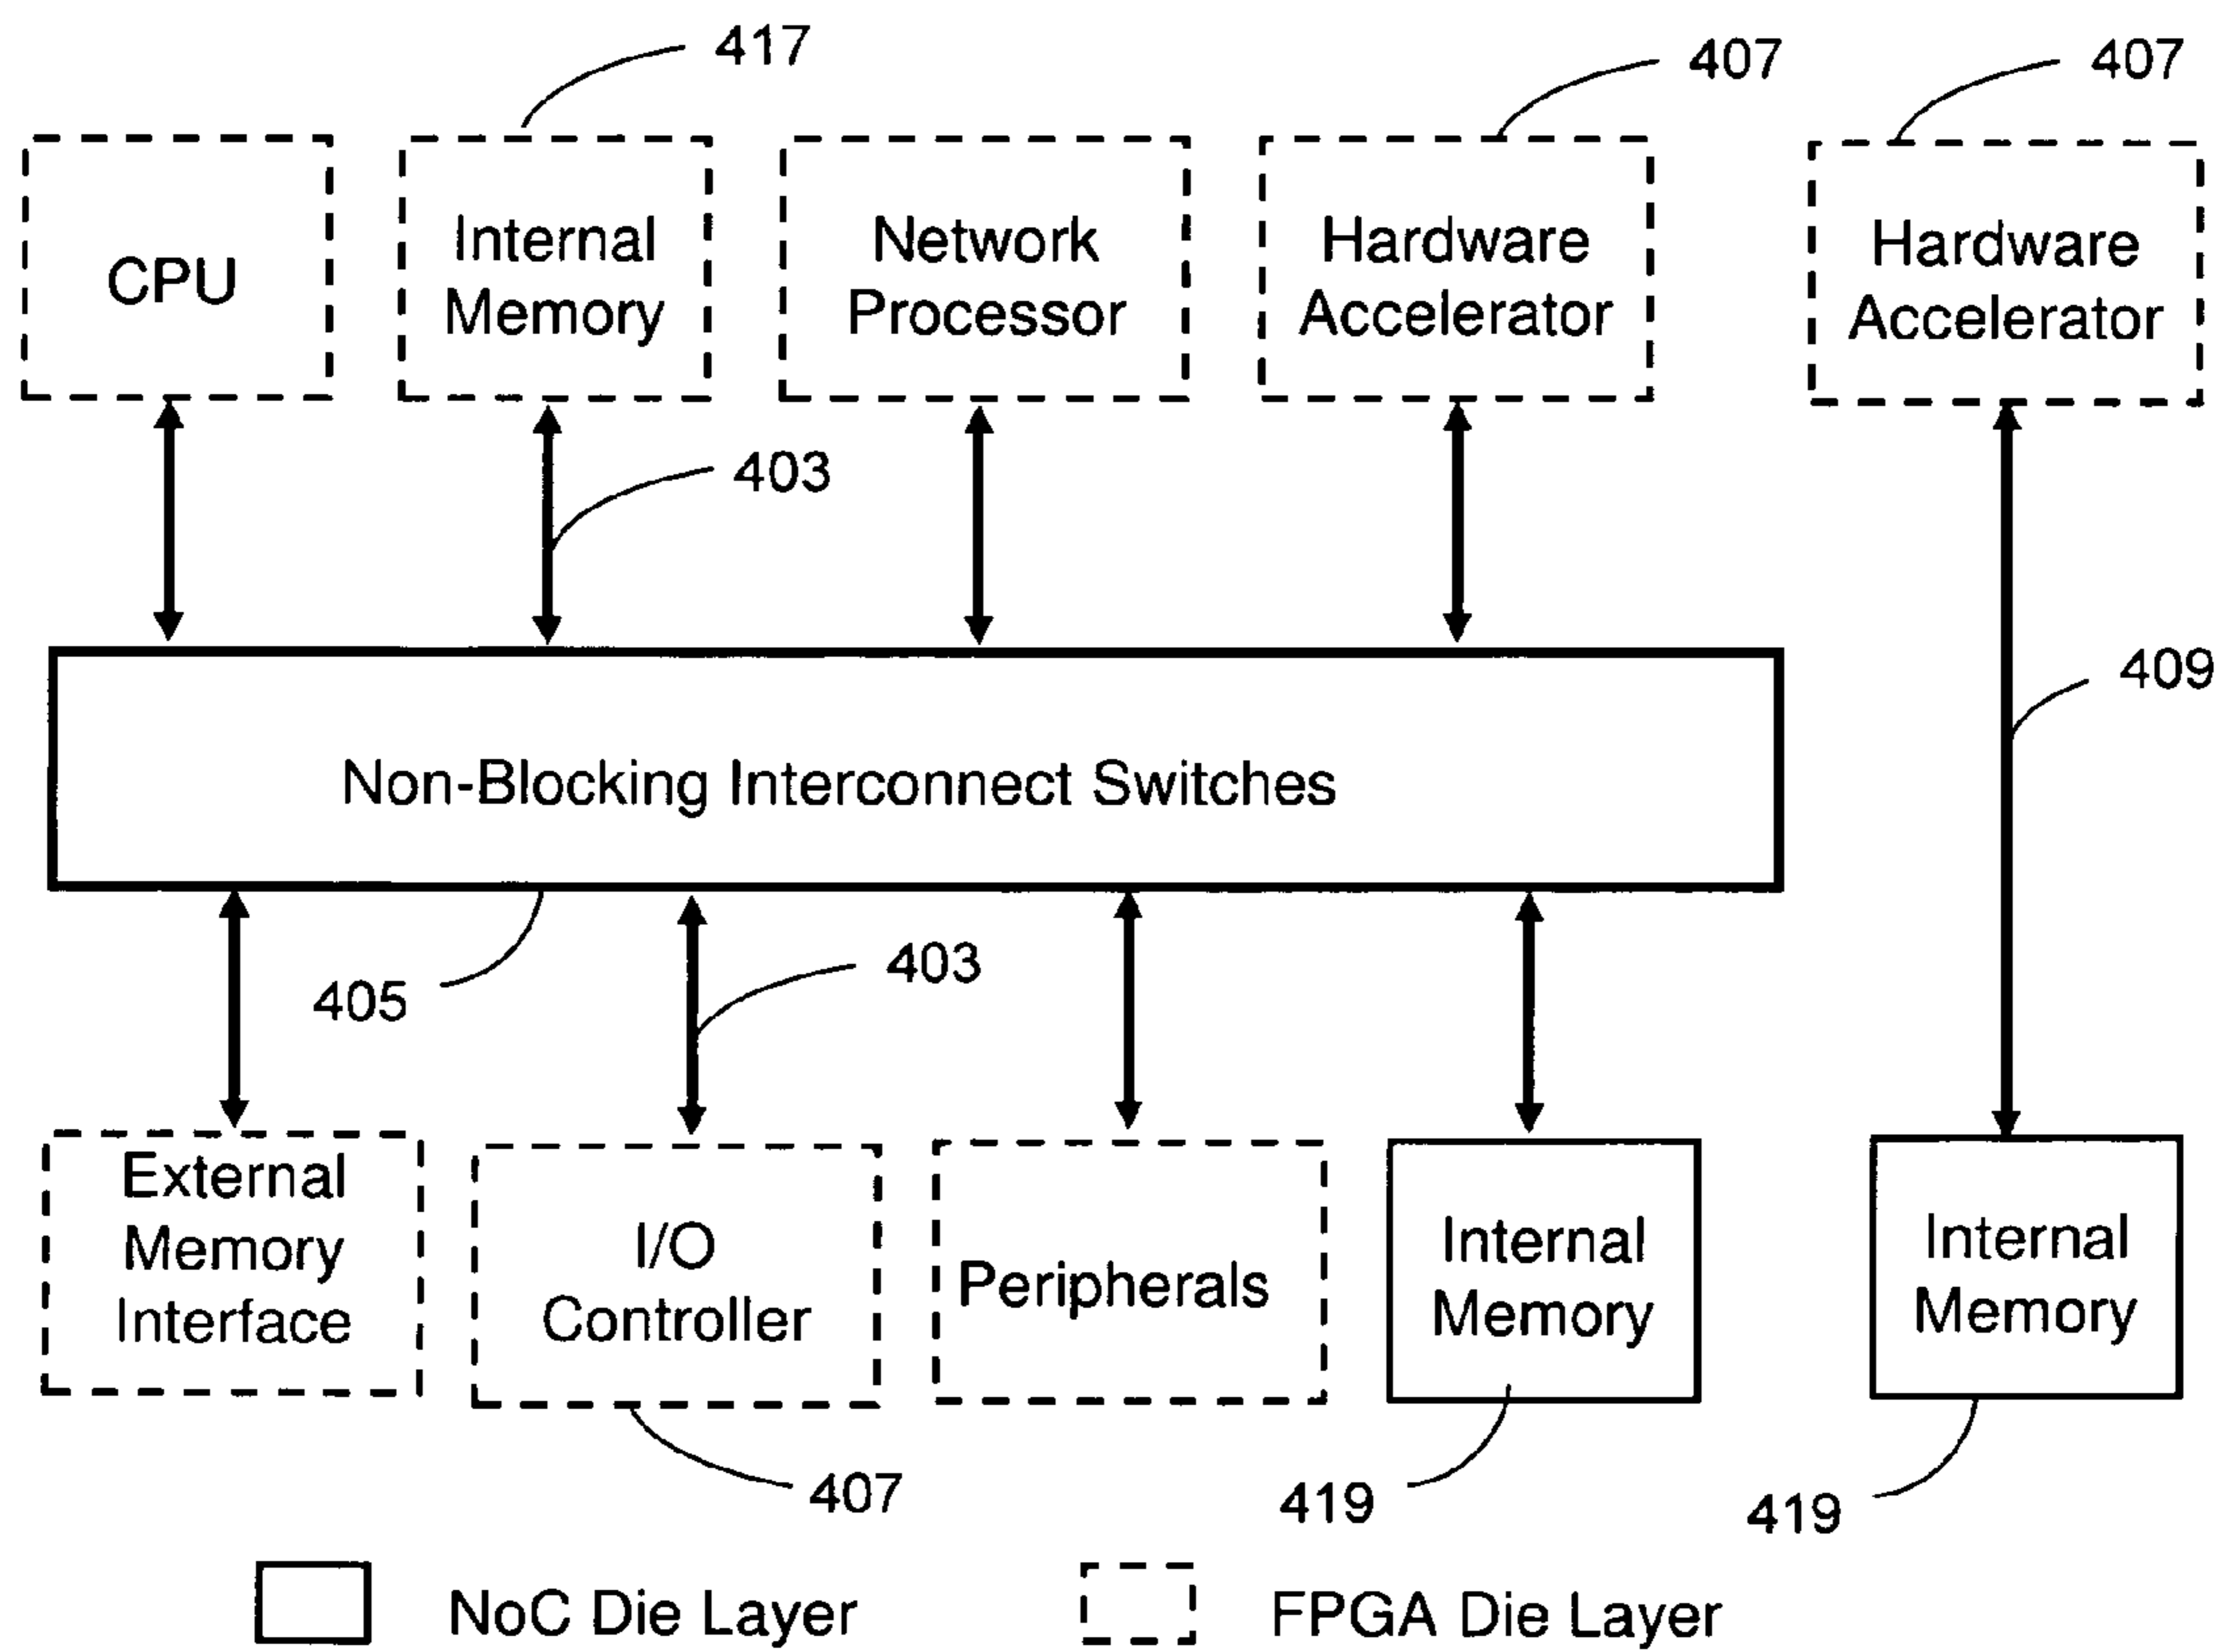 417
407
407
CPU
Internal
Memory
Network
Processor
Hardware
Accelerator
Hardware
Accelerator
403
409
Non-Blocking Interconnect Switches
405
403
External
Memory
Interface
I/O
Controller
Peripherals
Internal
Memory
Internal
Memory
407
419
419
NoC Die Layer
FPGA Die Layer